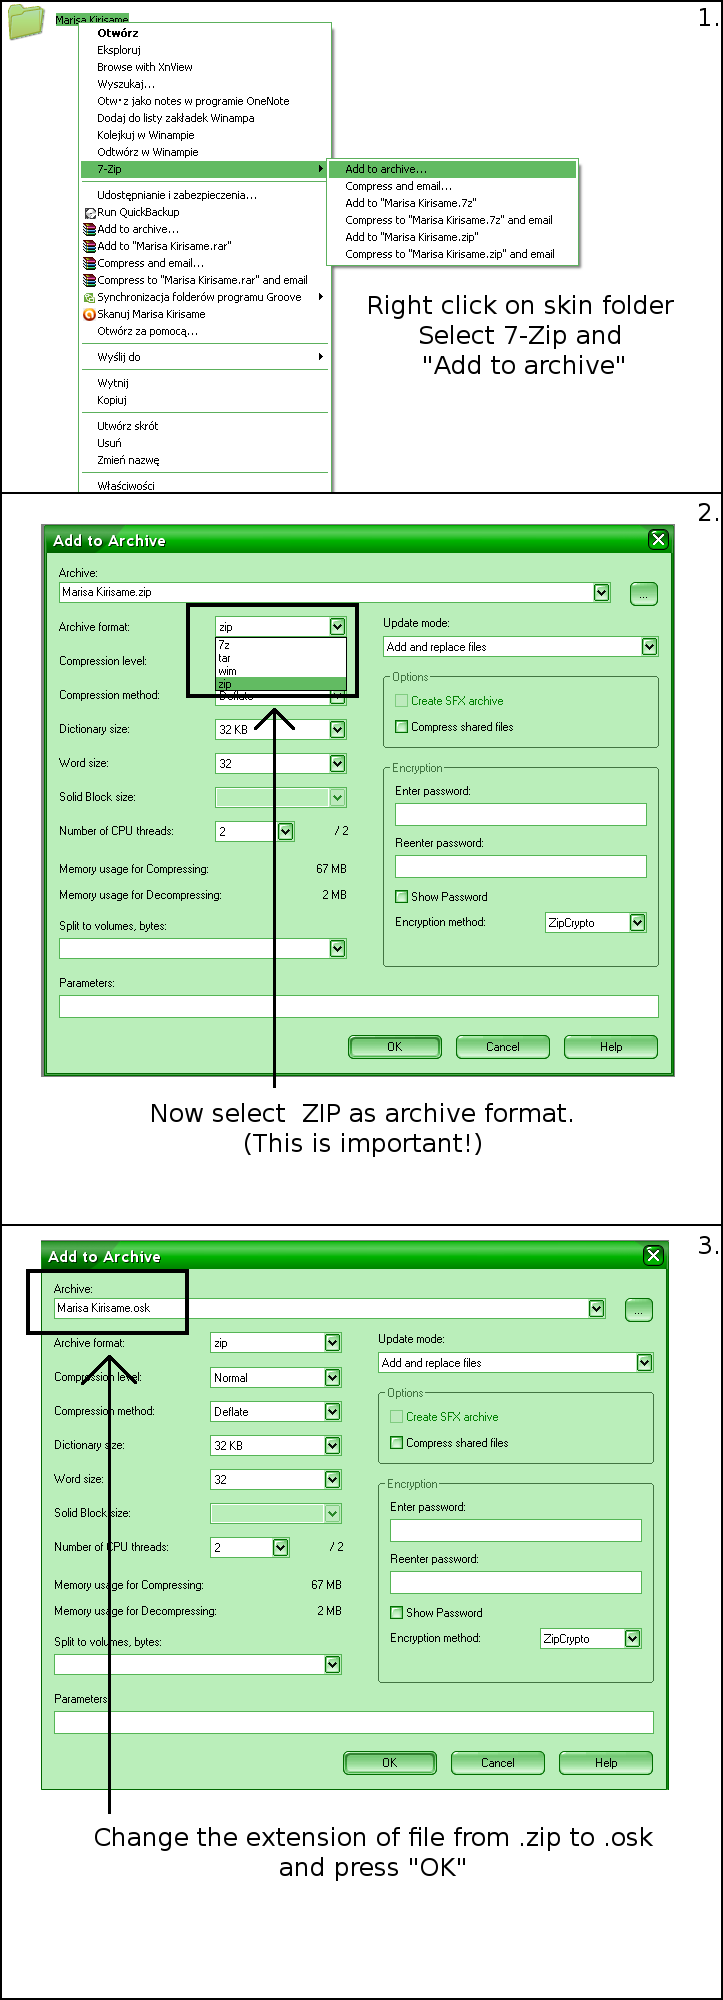 1.
Marisa Kirisame
Otwórz
Eksploruj
Browse with XnView
Wyszukaj...
Otw·z jako notes w programie OneNote
Dodaj do listy zakładek Winampa
Kolejkuj w Winampie
Odtwórz w Winampie
7-Zip
Udostępnianie i zabezpieczenia...
Run QuickBackup
Add to archive...
Add to "Marisa Kirisame.rar"
Compress and email...
Compress to "Marisa Kirisame.rar" and email
Synchronizacja folderów programu Groove
Skanuj Marisa Kirisame
Otwórz za pomocą...
Wyślij do
Wytnij
Kopiuj
Utwórz skrót
Usuń
Zmień nazwę
Właściwości
Add to archive...
Compress and email...
Add to "Marisa Kirisame.7z"
Compress to "Marisa Kirisame.7z" and email
Add to "Marisa Kirisame.zip"
Compress to "Marisa Kirisame.zip" and email
Right click on skin folder
Select 7-Zip and
"Add to archive"
2.
Add to Archive
Archive:
Marisa Kirisame.zip
...
Archive format:
zip
7z
tar
wim
zip
Compression level:
Compression method:
Deflate
Dictionary size:
32 KB
Word size:
32
Solid Block size:
Number of CPU threads:
2
/ 2
Memory usage for Compressing:
67 MB
Memory usage for Decompressing:
2 MB
Split to volumes, bytes:
Parameters:
Update mode:
Add and replace files
Options
Create SFX archive
Compress shared files
Encryption
Enter password:
Reenter password:
Show Password
Encryption method:
ZipCrypto
OK
Cancel
Help
Now select ZIP as archive format.
(This is important!)
3.
Add to Archive
Archive:
Marisa Kirisame.osk
...
Archive format:
zip
Compression level:
Normal
Compression method:
Deflate
Dictionary size:
32 KB
Word size:
32
Solid Block size:
Number of CPU threads:
2
/ 2
Memory usage for Compressing:
67 MB
Memory usage for Decompressing:
2 MB
Split to volumes, bytes:
Parameters
Update mode:
Add and replace files
Options
Create SFX archive
Compress shared files
Encryption
Enter password:
Reenter password:
Show Password
Encryption method:
ZipCrypto
OK
Cancel
Help
Change the extension of file from .zip to .osk
and press "OK"